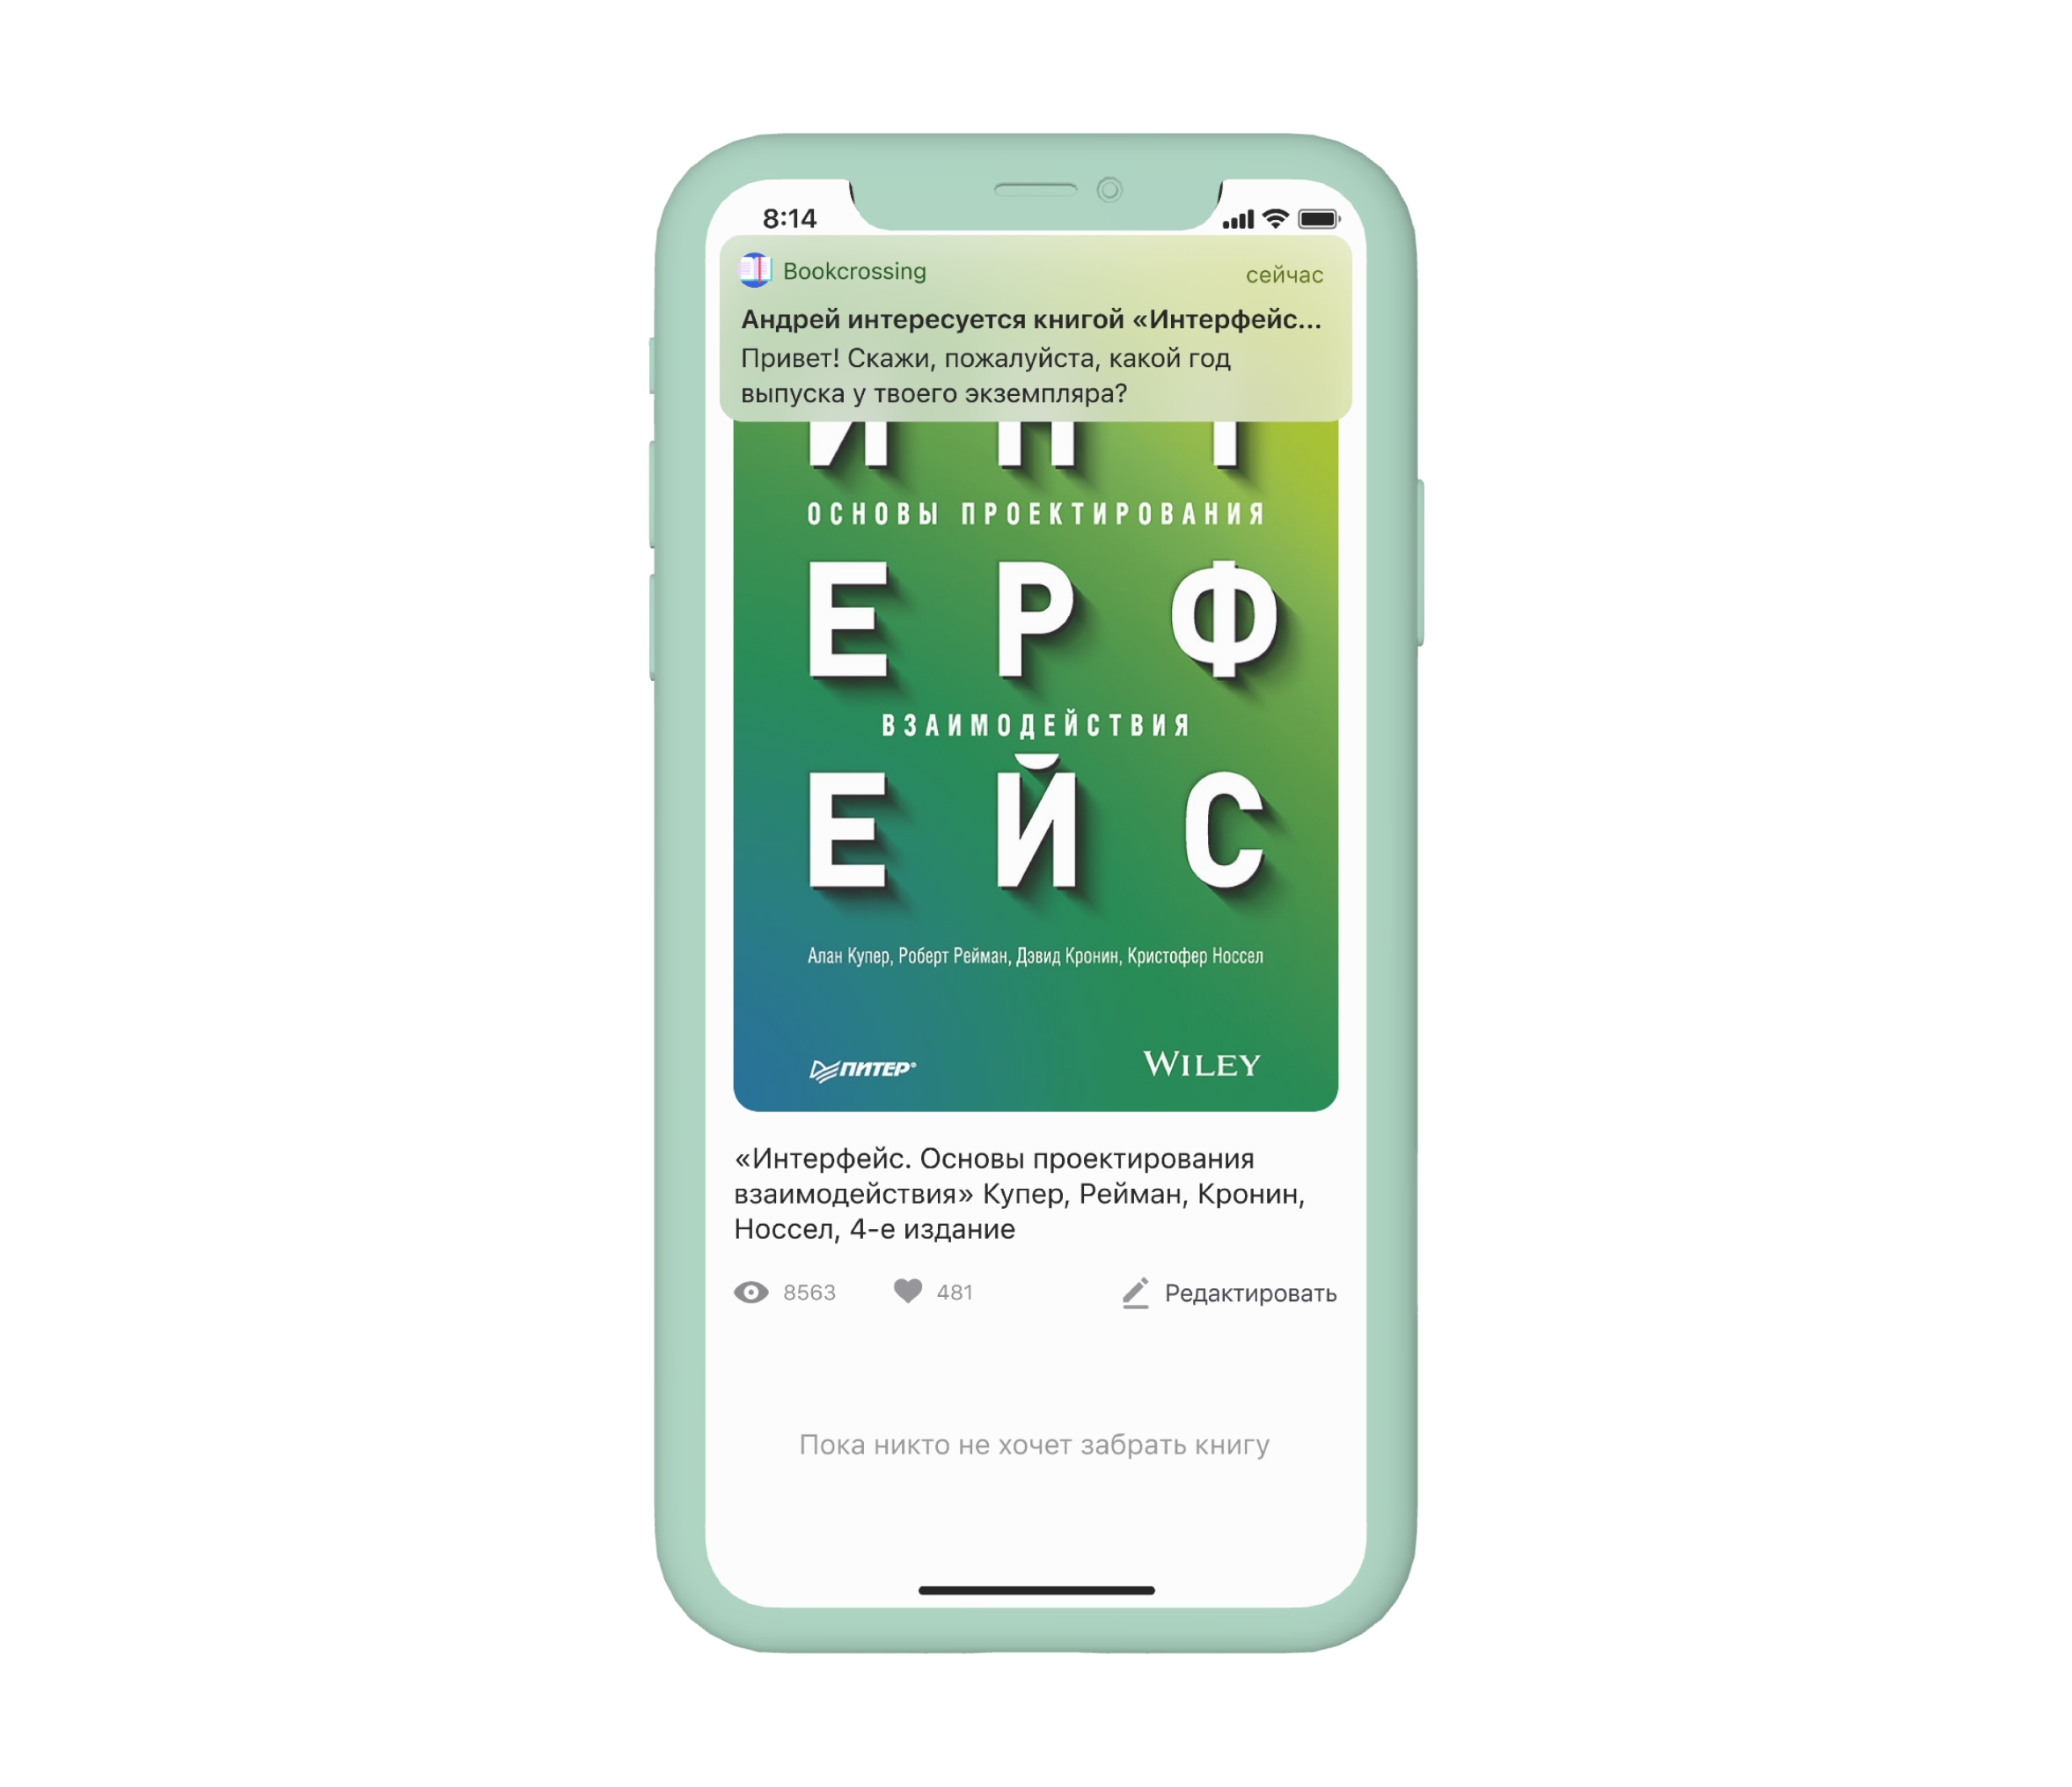 8:14
Bookcrossing
сейчас
Андрей интересуется книгой «Интерфейс...
Привет! Скажи, пожалуйста, какой год
выпуска у твоего экземпляра?
И Н Т
ОСНОВЫ ПРОЕКТИРОВАНИЯ
Е Р Ф
ВЗАИМОДЕЙСТВИЯ
Е Й С
Алан Купер, Роберт Рейман, Дэвид Кронин, Кристофер Носсел
ПИТЕР®
WILEY
«Интерфейс. Основы проектирования
взаимодействия» Купер, Рейман, Кронин,
Носсел, 4-е издание
8563
481
Редактировать
Пока никто не хочет забрать книгу